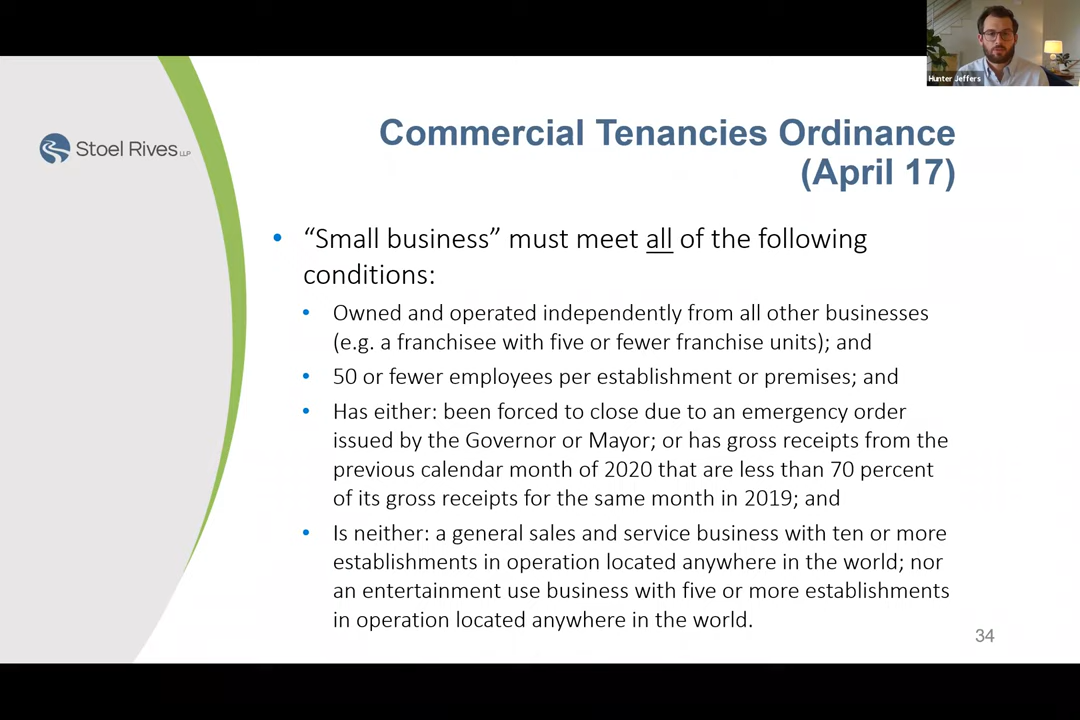 Hunter Jeffers
Stoel Rives LLP
Commercial Tenancies Ordinance
(April 17)
• “Small business” must meet all of the following
conditions:
• Owned and operated independently from all other businesses
(e.g. a franchisee with five or fewer franchise units); and
• 50 or fewer employees per establishment or premises; and
• Has either: been forced to close due to an emergency order
issued by the Governor or Mayor; or has gross receipts from the
previous calendar month of 2020 that are less than 70 percent
of its gross receipts for the same month in 2019; and
• Is neither: a general sales and service business with ten or more
establishments in operation located anywhere in the world; nor
an entertainment use business with five or more establishments
in operation located anywhere in the world.
34